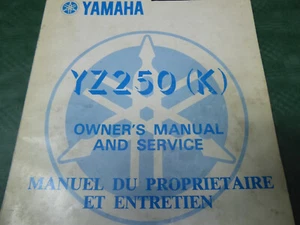 YAMAHA
YZ250 (K)
OWNER'S MANUAL
AND SERVICE
MANUEL DU PROPRIETAIRE
ET ENTRETIEN